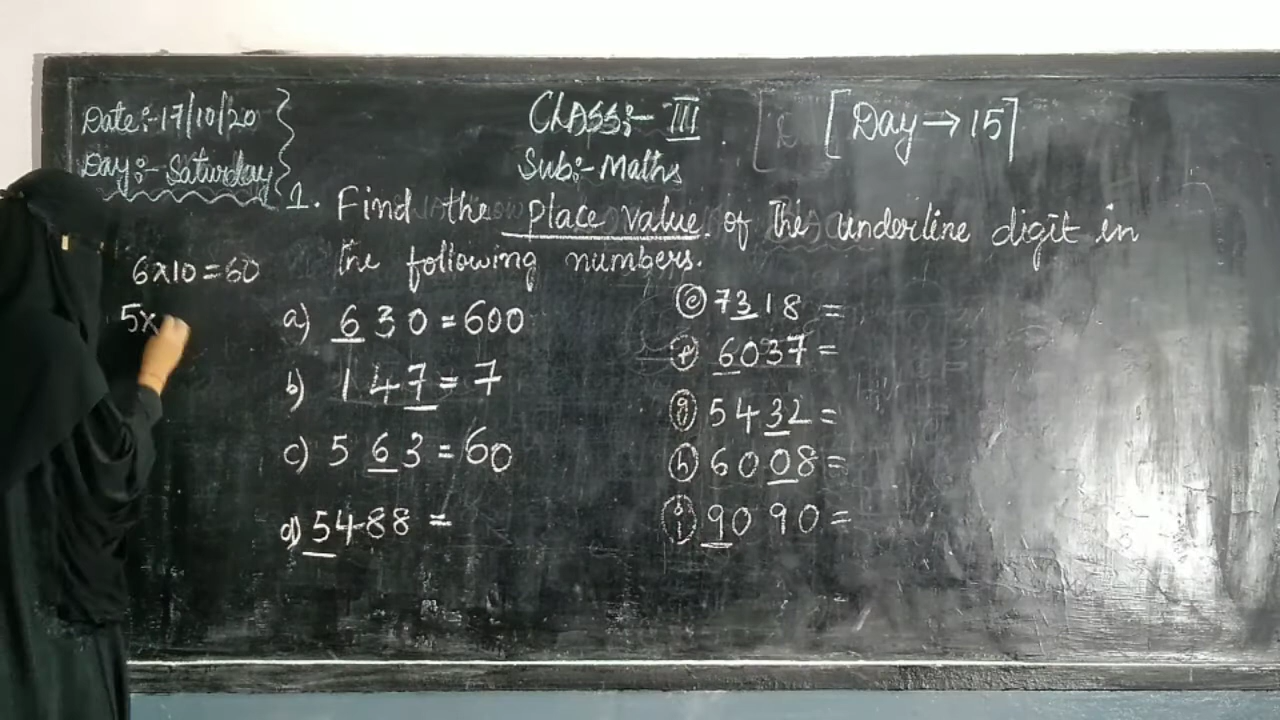 Date:-17/10/20
Day:- Saturday
CLASS:- III
Sub:- Maths
[Day→15]
1. Find the place value of the underline digit in
the following numbers.
6x10=60
5x
a) 630=600
b) 147=7
c) 563=60
d) 5488=
e 7318=
f 6037=
g 5432=
h 6008=
i 9090=